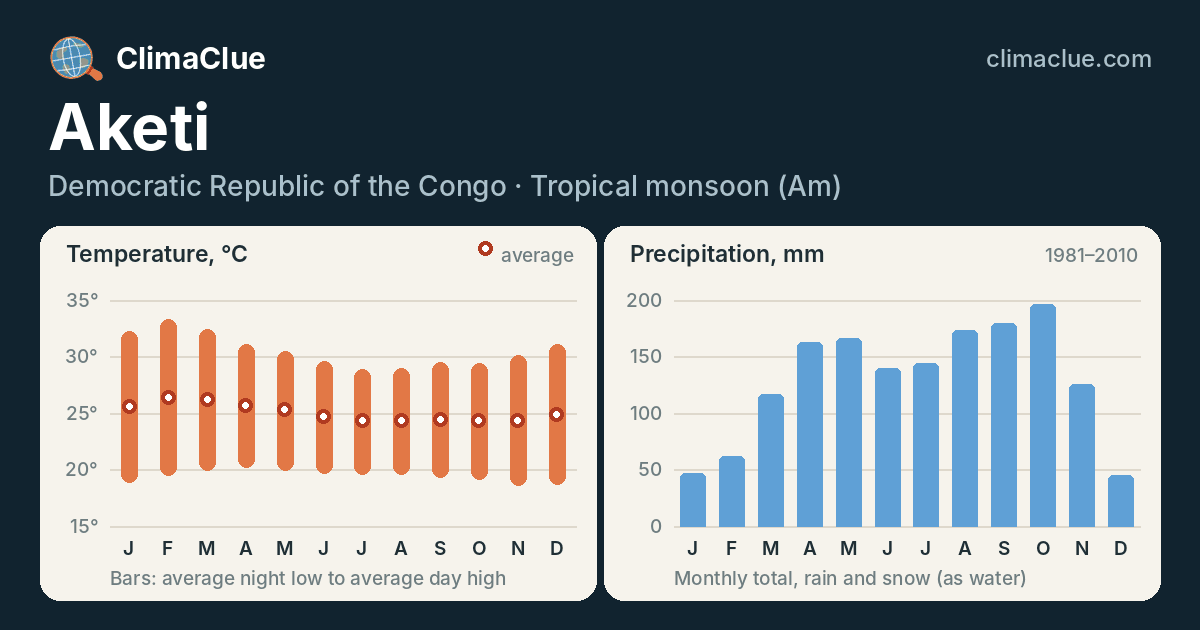 ClimaClue
climaclue.com
Aketi
Democratic Republic of the Congo · Tropical monsoon (Am)
Temperature, °C
average
35°
30°
25°
20°
15°
J F M A M J J A S O N D
Bars: average night low to average day high
Precipitation, mm
1981–2010
200
150
100
50
0
J F M A M J J A S O N D
Monthly total, rain and snow (as water)